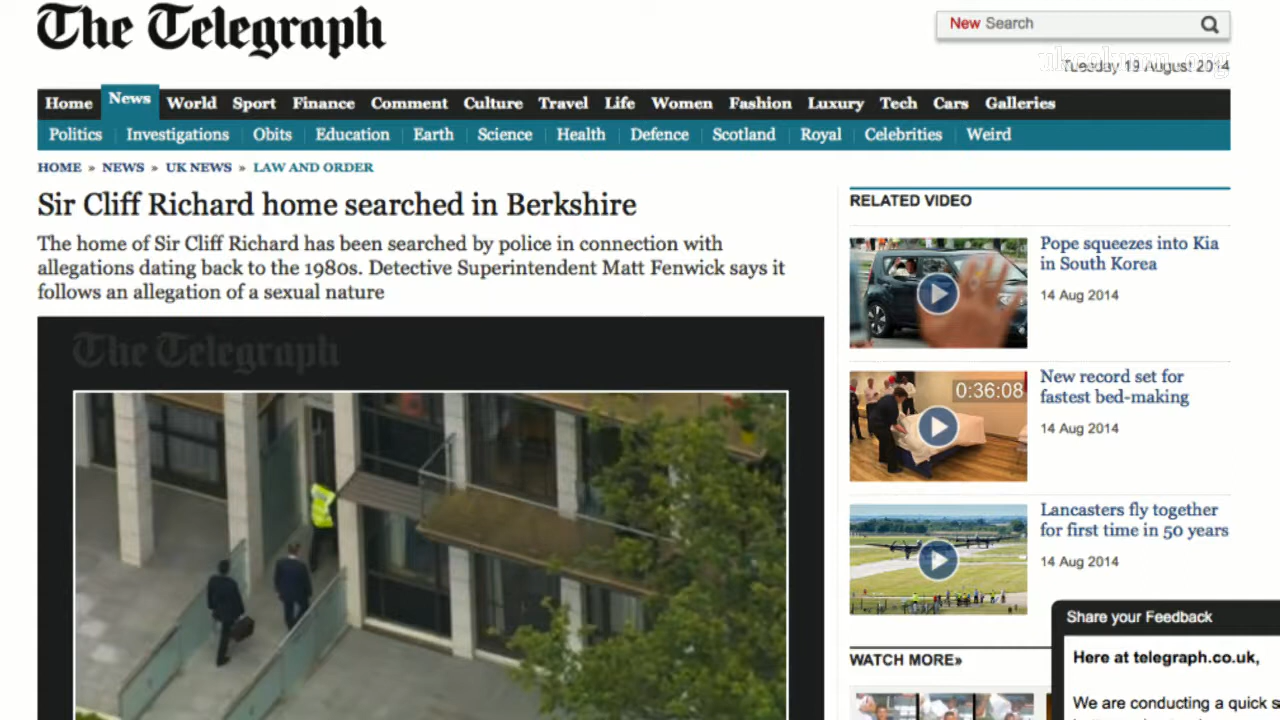 The Telegraph
New Search
ukcolumn.org
Tuesday 19 August 2014
Home News World Sport Finance Comment Culture Travel Life Women Fashion Luxury Tech Cars Galleries
Politics Investigations Obits Education Earth Science Health Defence Scotland Royal Celebrities Weird
HOME » NEWS » UK NEWS » LAW AND ORDER
Sir Cliff Richard home searched in Berkshire
The home of Sir Cliff Richard has been searched by police in connection with
allegations dating back to the 1980s. Detective Superintendent Matt Fenwick says it
follows an allegation of a sexual nature
The Telegraph
RELATED VIDEO
Pope squeezes into Kia
in South Korea
14 Aug 2014
0:36:08
New record set for
fastest bed-making
14 Aug 2014
Lancasters fly together
for first time in 50 years
14 Aug 2014
WATCH MORE»
Share your Feedback
Here at telegraph.co.uk,
We are conducting a quick s